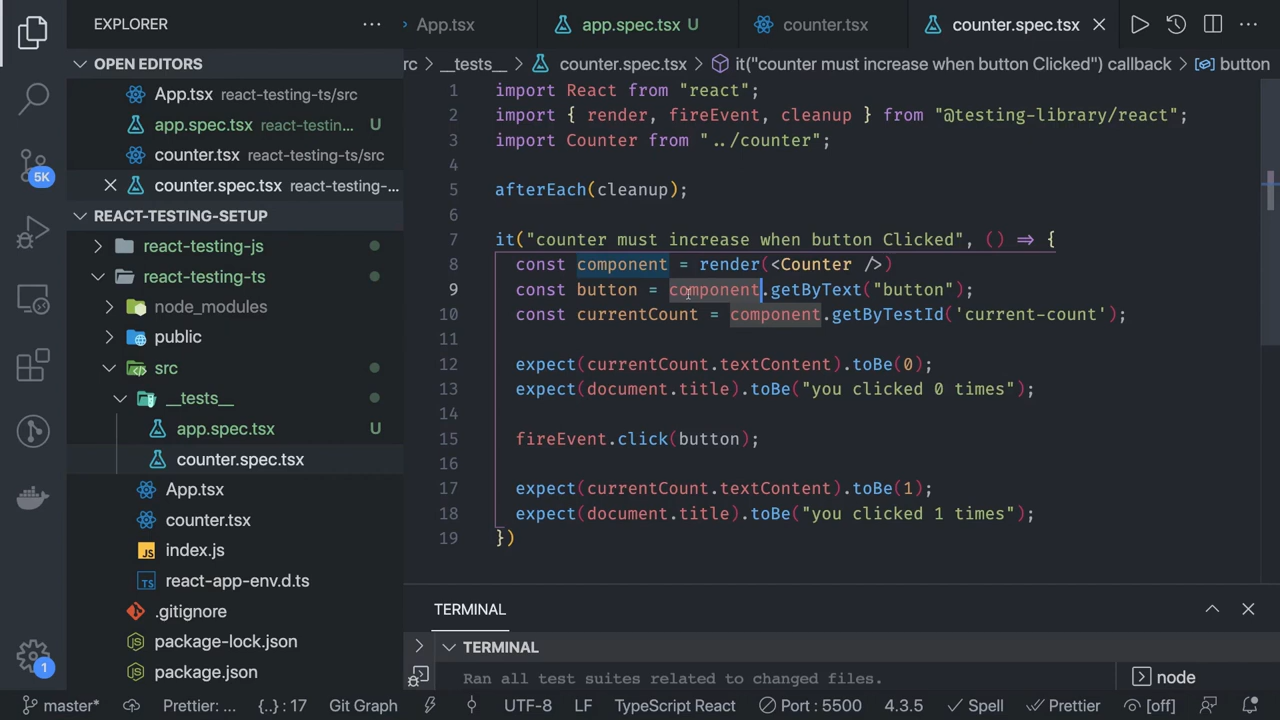 EXPLORER
App.tsx
app.spec.tsx U
counter.tsx
counter.spec.tsx
OPEN EDITORS
rc > __tests__ > counter.spec.tsx > it("counter must increase when button Clicked") callback > button
App.tsx react-testing-ts/src
app.spec.tsx react-testin... U
counter.tsx react-testing-ts/src
counter.spec.tsx react-testing-...
5K
REACT-TESTING-SETUP
react-testing-js
react-testing-ts
node_modules
public
src
__tests__
app.spec.tsx U
counter.spec.tsx
App.tsx
counter.tsx
JS index.js
TS react-app-env.d.ts
.gitignore
package-lock.json
package.json
1
1 import React from "react";
2 import { render, fireEvent, cleanup } from "@testing-library/react";
3 import Counter from "../counter";
4
5 afterEach(cleanup);
6
7 it("counter must increase when button Clicked", () => {
8 const component = render(<Counter />)
9 const button = component.getByText("button");
10 const currentCount = component.getByTestId('current-count');
11
12 expect(currentCount.textContent).toBe(0);
13 expect(document.title).toBe("you clicked 0 times");
14
15 fireEvent.click(button);
16
17 expect(currentCount.textContent).toBe(1);
18 expect(document.title).toBe("you clicked 1 times");
19 })
TERMINAL
TERMINAL
Ran all test suites related to changed files.
node
master* Prettier: ... {..} : 17 Git Graph UTF-8 LF TypeScript React Port : 5500 4.3.5 Spell Prettier [off]